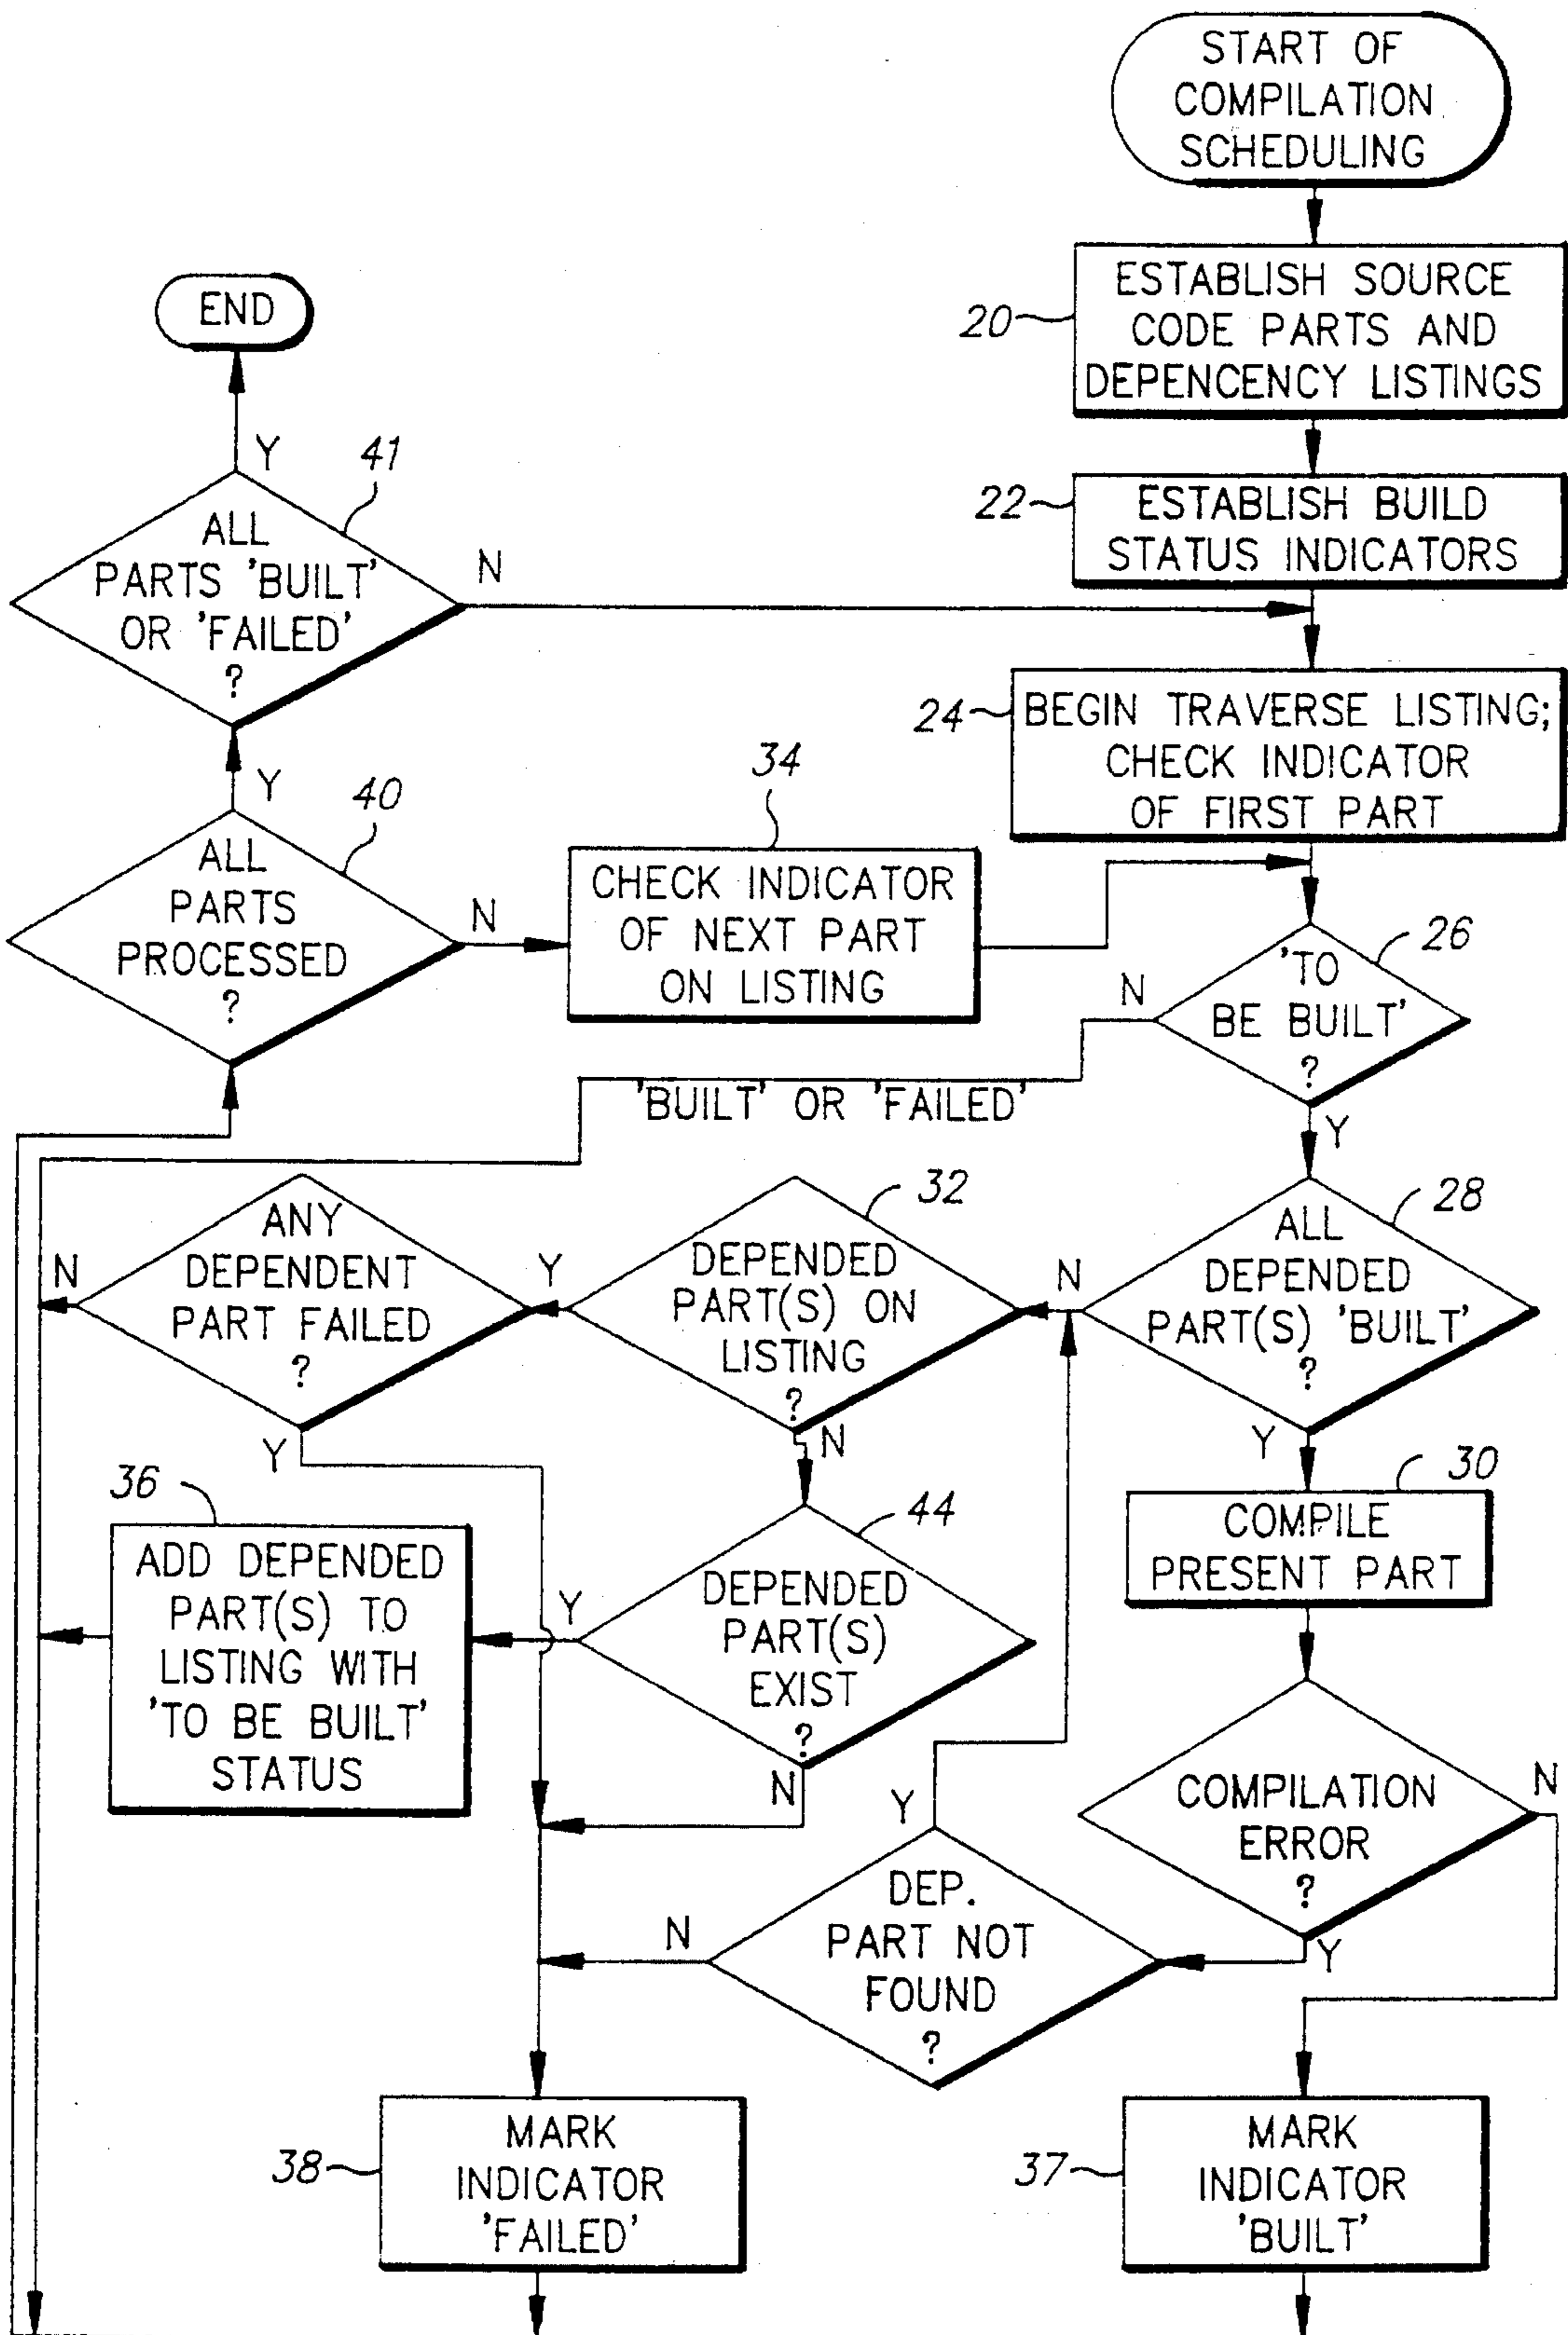 START OF
COMPILATION
SCHEDULING
20
ESTABLISH SOURCE
CODE PARTS AND
DEPENCENCY LISTINGS
22
ESTABLISH BUILD
STATUS INDICATORS
END
Y
41
ALL
PARTS 'BUILT'
OR 'FAILED'
?
N
24
BEGIN TRAVERSE LISTING;
CHECK INDICATOR
OF FIRST PART
Y
40
ALL
PARTS
PROCESSED
?
N
34
CHECK INDICATOR
OF NEXT PART
ON LISTING
26
'TO
BE BUILT'
?
N
'BUILT' OR 'FAILED'
Y
28
ALL
DEPENDED
PART(S) 'BUILT'
?
N
32
DEPENDED
PART(S) ON
LISTING
?
Y
ANY
DEPENDENT
PART FAILED
?
N
Y
N
Y
30
COMPILE
PRESENT PART
36
ADD DEPENDED
PART(S) TO
LISTING WITH
'TO BE BUILT'
STATUS
44
DEPENDED
PART(S)
EXIST
?
Y
N
COMPILATION
ERROR
?
N
Y
DEP.
PART NOT
FOUND
?
Y
N
38
MARK
INDICATOR
'FAILED'
37
MARK
INDICATOR
'BUILT'